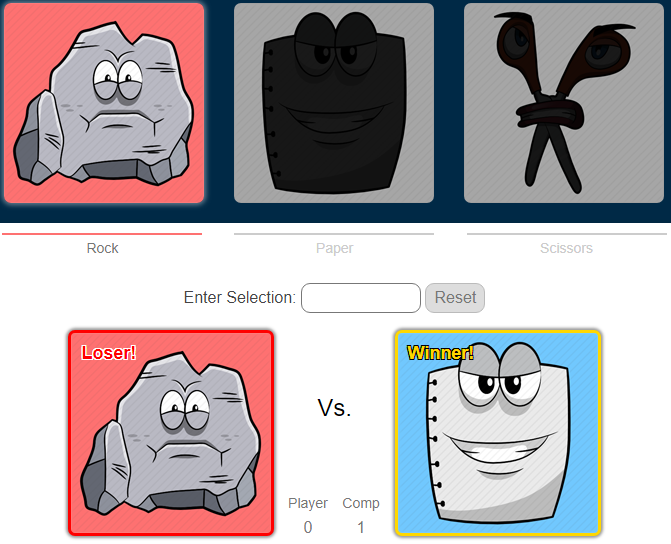 Rock
Paper
Scissors
Enter Selection:
Reset
Loser!
Winner!
Vs.
Player Comp
0 1